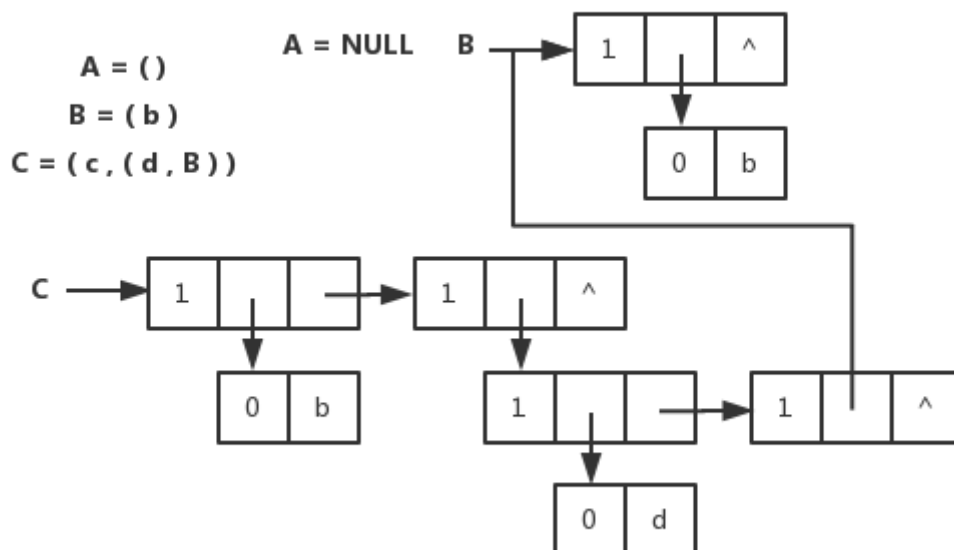 A = NULL B 1 ^
A = ( )
B = ( b )
0 b
C = ( c , ( d , B ) )
C 1 1 ^
0 b 1 1 ^
0 d